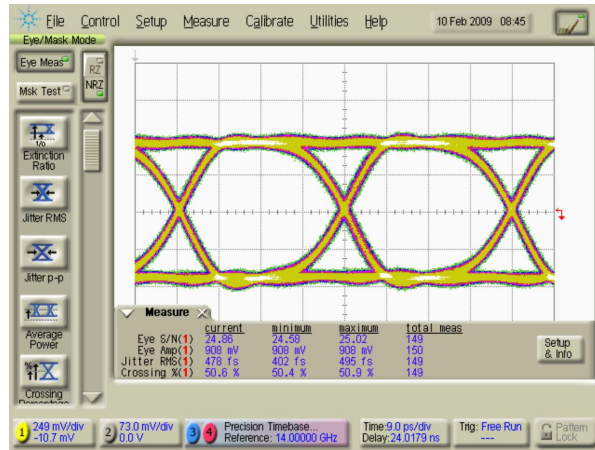 File Control Setup Measure Calibrate Utilities Help 10 Feb 2009 08:45
Eye/Mask Mode
Eye Meas
RZ
NRZ
Msk Test
1/0
Extinction
Ratio
Jitter RMS
Jitter p-p
Average
Power
%
Crossing
Percentage
Measure
current minimum maximum total meas
Eye S/N(1) 24.86 24.58 25.02 149
Eye Amp(1) 908 mV 908 mV 908 mV 150
Jitter RMS(1) 478 fs 402 fs 495 fs 149
Crossing %(1) 50.6 % 50.4 % 50.9 % 149
Setup
& Info
1 249 mV/div
-10.7 mV
2 73.0 mV/div
0.0 V
3 4 Precision Timebase...
Reference: 14.00000 GHz
Time:9.0 ps/div
Delay:24.0179 ns
Trig: Free Run
---
Pattern
Lock